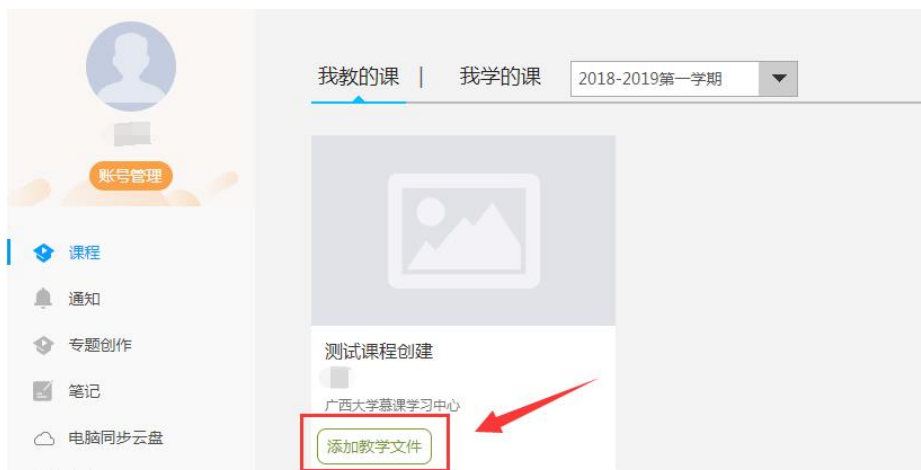 我教的课 | 我学的课 2018-2019第一学期
账号管理
课程
通知
专题创作
笔记
电脑同步云盘
测试课程创建
广西大学慕课学习中心
添加教学文件